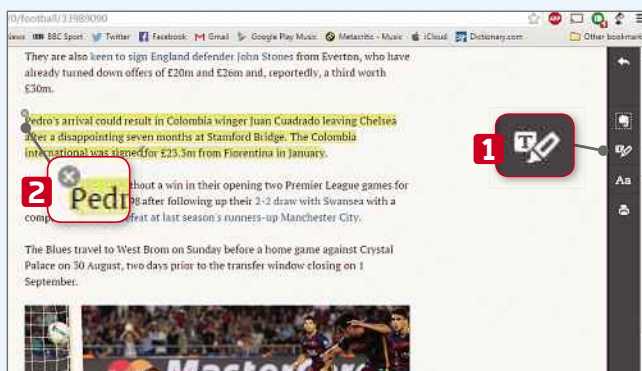 0/football/33989090
News BBC Sport Twitter Facebook Gmail Google Play Music Metacritic - Music iCloud Dictionary.com Other bookmark
They are also keen to sign England defender John Stones from Everton, who have
already turned down offers of £20m and £26m and, reportedly, a third worth
£30m.
Pedro's arrival could result in Colombia winger Juan Cuadrado leaving Chelsea
after a disappointing seven months at Stamford Bridge. The Colombia
international was signed for £23.3m from Fiorentina in January.
1
T
2
Pedr
thout a win in their opening two Premier League games for
98 after following up their 2-2 draw with Swansea with a
comp eat at last season's runners-up Manchester City.
Aa
The Blues travel to West Brom on Sunday before a home game against Crystal
Palace on 30 August, two days prior to the transfer window closing on 1
September.